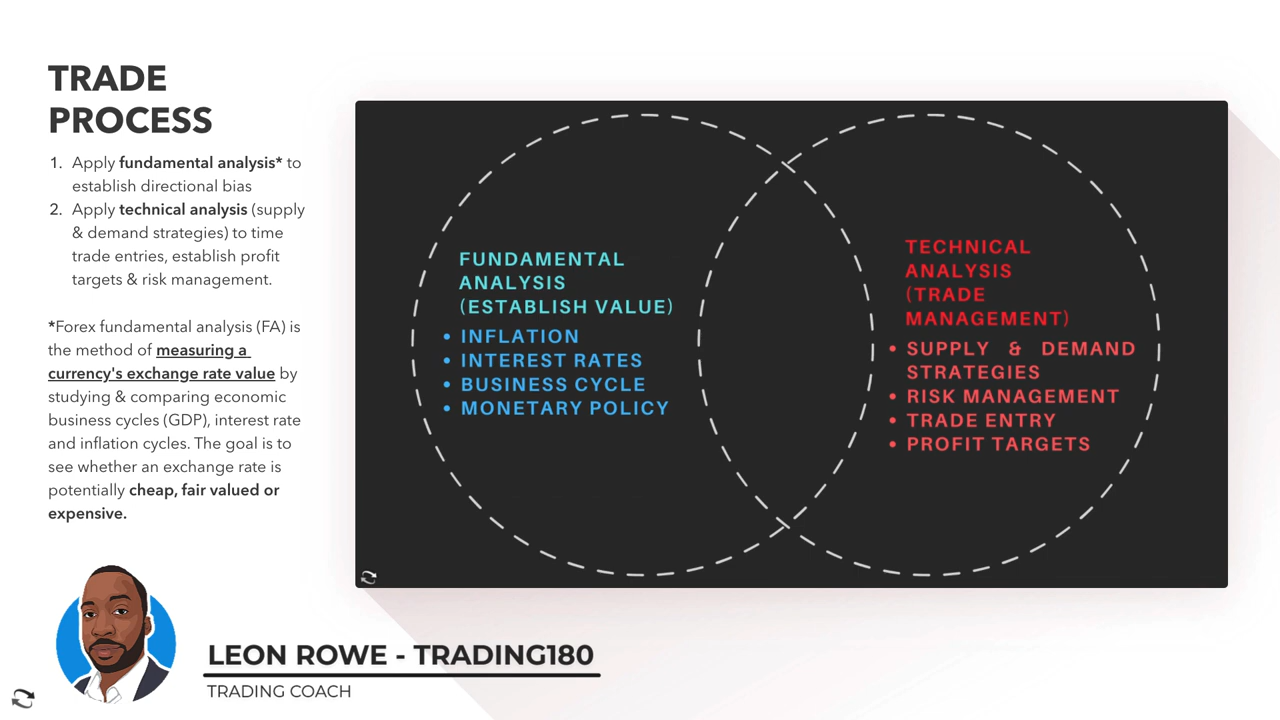 TRADE
PROCESS
1. Apply fundamental analysis* to
establish directional bias
2. Apply technical analysis (supply
& demand strategies) to time
trade entries, establish profit
targets & risk management.
*Forex fundamental analysis (FA) is
the method of measuring a
currency's exchange rate value by
studying & comparing economic
business cycles (GDP), interest rate
and inflation cycles. The goal is to
see whether an exchange rate is
potentially cheap, fair valued or
expensive.
FUNDAMENTAL
ANALYSIS
(ESTABLISH VALUE)
• INFLATION
• INTEREST RATES
• BUSINESS CYCLE
• MONETARY POLICY
TECHNICAL
ANALYSIS
(TRADE
MANAGEMENT)
• SUPPLY & DEMAND
STRATEGIES
• RISK MANAGEMENT
• TRADE ENTRY
• PROFIT TARGETS
LEON ROWE - TRADING180
TRADING COACH